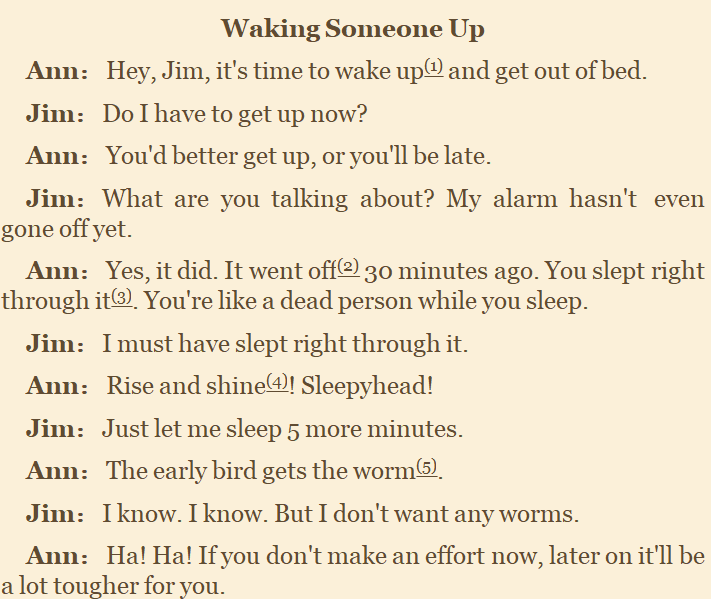 Waking Someone Up
Ann: Hey, Jim, it's time to wake up(1) and get out of bed.
Jim: Do I have to get up now?
Ann: You'd better get up, or you'll be late.
Jim: What are you talking about? My alarm hasn't even
gone off yet.
Ann: Yes, it did. It went off(2) 30 minutes ago. You slept right
through it(3). You're like a dead person while you sleep.
Jim: I must have slept right through it.
Ann: Rise and shine(4)! Sleepyhead!
Jim: Just let me sleep 5 more minutes.
Ann: The early bird gets the worm(5).
Jim: I know. I know. But I don't want any worms.
Ann: Ha! Ha! If you don't make an effort now, later on it'll be
a lot tougher for you.